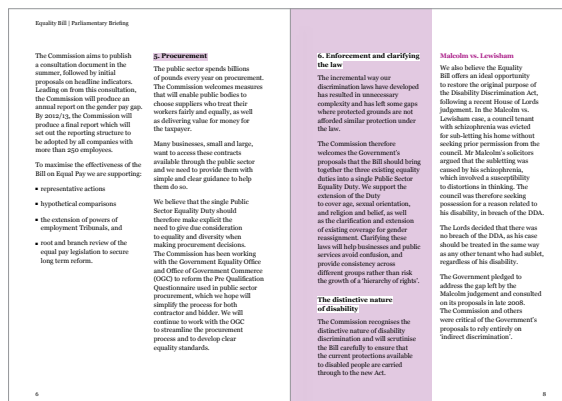 Equality Bill | Parliamentary Briefing
The Commission aims to publish
a consultation document in the
summer, followed by initial
proposals on headline indicators.
Leading on from this consultation,
the Commission will produce an
annual report on the gender pay gap.
By 2012/13, the Commission will
produce a final report which will
set out the reporting structure to
be adopted by all companies with
more than 250 employees.
To maximise the effectiveness of the
Bill on Equal Pay we are supporting:
▪ representative actions
▪ hypothetical comparisons
▪ the extension of powers of
employment Tribunals, and
▪ root and branch review of the
equal pay legislation to secure
long term reform.
5. Procurement
The public sector spends billions
of pounds every year on procurement.
The Commission welcomes measures
that will enable public bodies to
choose suppliers who treat their
workers fairly and equally, as well
as delivering value for money for
the taxpayer.
Many businesses, small and large,
want to access these contracts
available through the public sector
and we need to provide them with
simple and clear guidance to help
them do so.
We believe that the single Public
Sector Equality Duty should
therefore make explicit the
need to give due consideration
to equality and diversity when
making procurement decisions.
The Commission has been working
with the Government Equality Office
and Office of Government Commerce
(OGC) to reform the Pre Qualification
Questionnaire used in public sector
procurement, which we hope will
simplify the process for both
contractor and bidder. We will
continue to work with the OGC
to streamline the procurement
process and to develop clear
equality standards.
6
6. Enforcement and clarifying
the law
The incremental way our
discrimination laws have developed
has resulted in unnecessary
complexity and has left some gaps
where protected grounds are not
afforded similar protection under
the law.
The Commission therefore
welcomes the Government's
proposals that the Bill should bring
together the three existing equality
duties into a single Public Sector
Equality Duty. We support the
extension of the Duty
to cover age, sexual orientation,
and religion and belief, as well
as the clarification and extension
of existing coverage for gender
reassignment. Clarifying these
laws will help businesses and public
services avoid confusion, and
provide consistency across
different groups rather than risk
the growth of a 'hierarchy of rights'.
The distinctive nature
of disability
The Commission recognises the
distinctive nature of disability
discrimination and will scrutinise
the Bill carefully to ensure that
the current protections available
to disabled people are carried
through to the new Act.
Malcolm vs. Lewisham
We also believe the Equality
Bill offers an ideal opportunity
to restore the original purpose of
the Disability Discrimination Act,
following a recent House of Lords
judgement. In the Malcolm vs.
Lewisham case, a council tenant
with schizophrenia was evicted
for sub-letting his home without
seeking prior permission from the
council. Mr Malcolm's solicitors
argued that the subletting was
caused by his schizophrenia,
which involved a susceptibility
to distortions in thinking. The
council was therefore seeking
possession for a reason related to
his disability, in breach of the DDA.
The Lords decided that there was
no breach of the DDA, as his case
should be treated in the same way
as any other tenant who had sublet,
regardless of his disability.
The Government pledged to
address the gap left by the
Malcolm judgement and consulted
on its proposals in late 2008.
The Commission and others
were critical of the Government's
proposals to rely entirely on
'indirect discrimination'.
8